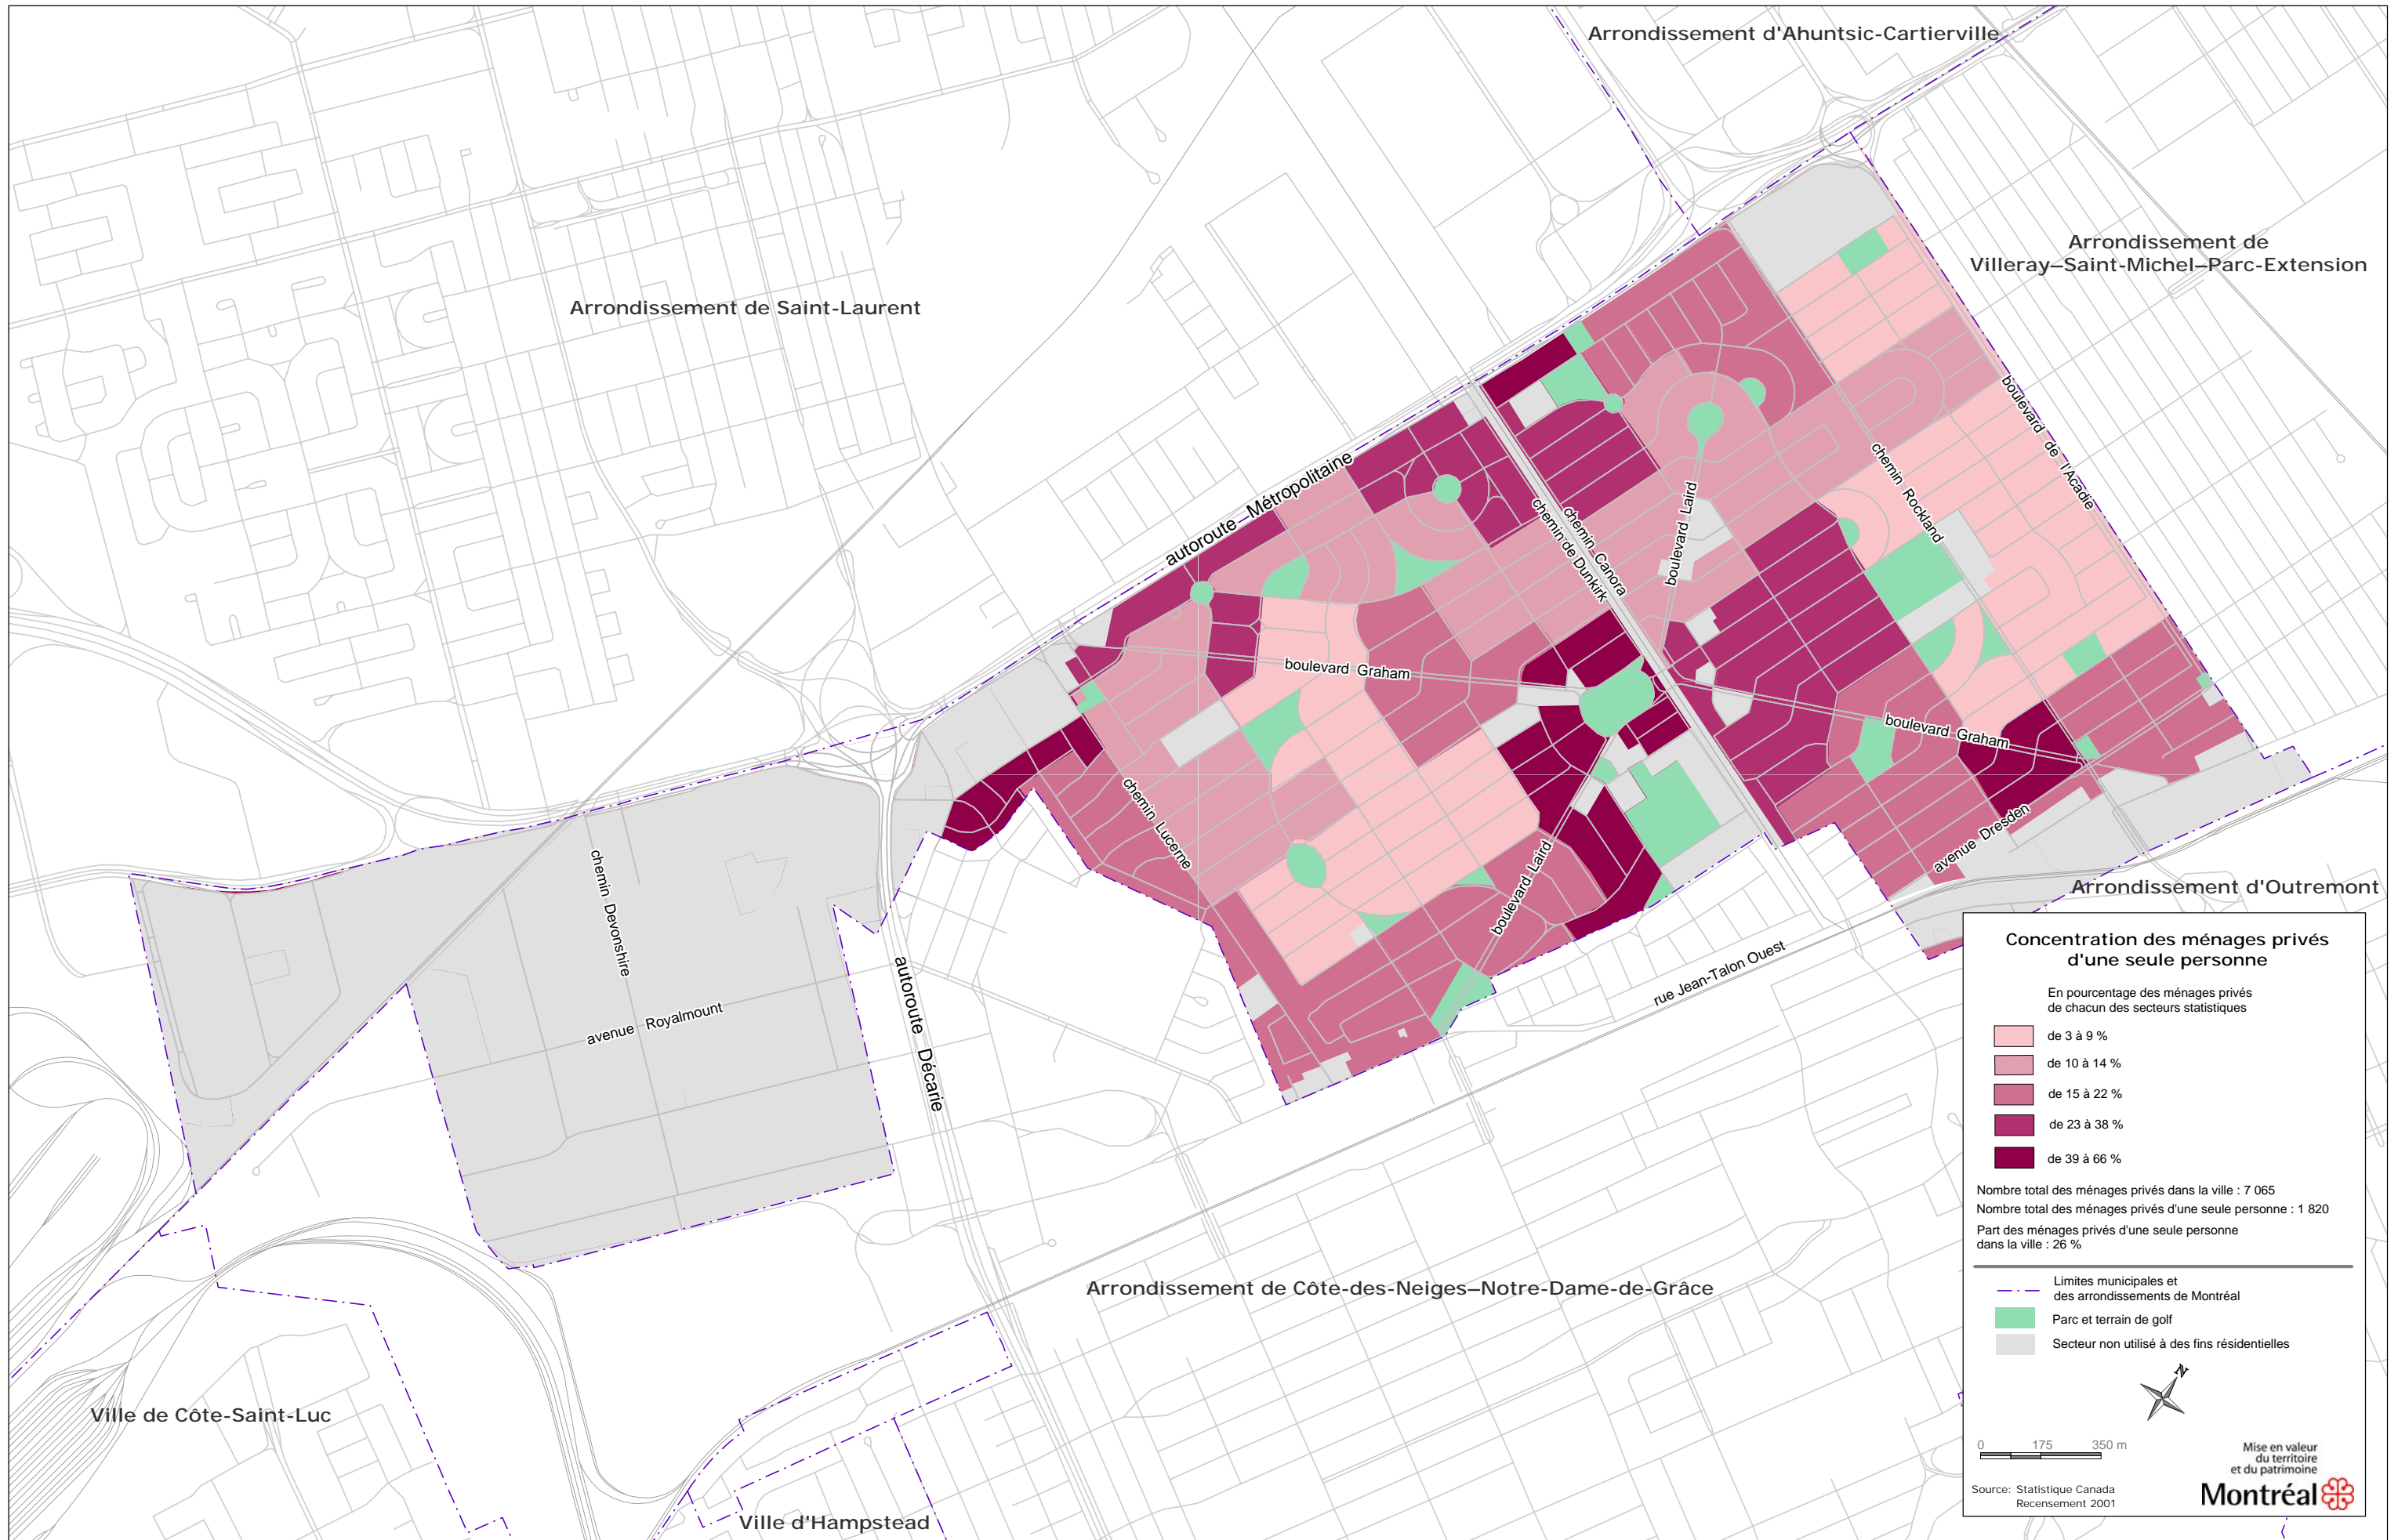 Arrondissement d'Ahuntsic-Cartierville
Arrondissement de
Villeray–Saint-Michel–Parc-Extension
Arrondissement de Saint-Laurent
autoroute Métropolitaine
boulevard de l'Acadie
chemin Rockland
boulevard Laird
chemin Canora
chemin de Dunkirk
boulevard Graham
boulevard Graham
chemin Lucerne
boulevard Laird
avenue Dresden
chemin Devonshire
avenue Royalmount
autoroute Décarie
rue Jean-Talon Ouest
Arrondissement d'Outremont
Arrondissement de Côte-des-Neiges–Notre-Dame-de-Grâce
Ville de Côte-Saint-Luc
Ville d'Hampstead
Concentration des ménages privés
d'une seule personne
En pourcentage des ménages privés
de chacun des secteurs statistiques
de 3 à 9 %
de 10 à 14 %
de 15 à 22 %
de 23 à 38 %
de 39 à 66 %
Nombre total des ménages privés dans la ville : 7 065
Nombre total des ménages privés d'une seule personne : 1 820
Part des ménages privés d'une seule personne
dans la ville : 26 %
Limites municipales et
des arrondissements de Montréal
Parc et terrain de golf
Secteur non utilisé à des fins résidentielles
N
0 175 350 m
Mise en valeur
du territoire
et du patrimoine
Source: Statistique Canada
Recensement 2001
Montréal